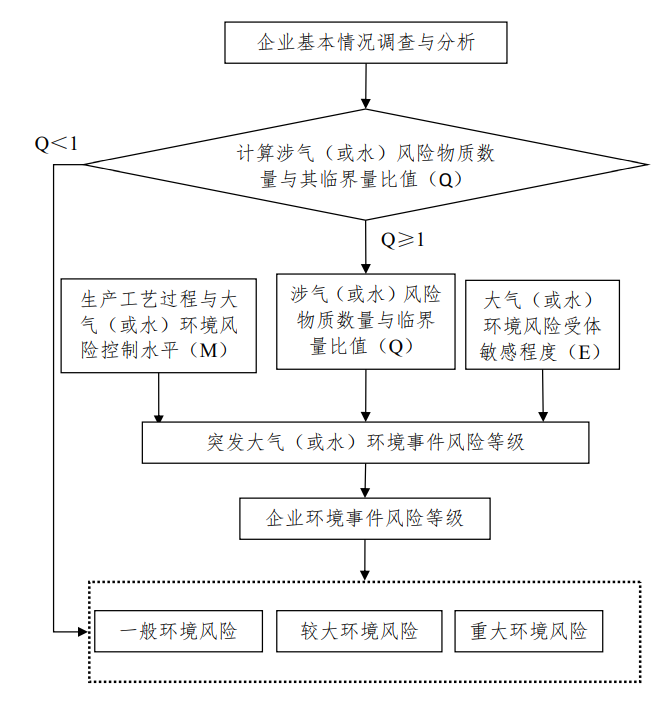 企业基本情况调查与分析
Q＜1
计算涉气（或水）风险物质数
量与其临界量比值（Q）
Q≥1
生产工艺过程与大
气（或水）环境风
险控制水平（M）
涉气（或水）风险
物质数量与临界
量比值（Q）
大气（或水）
环境风险受体
敏感程度（E）
突发大气（或水）环境事件风险等级
企业环境事件风险等级
一般环境风险
较大环境风险
重大环境风险